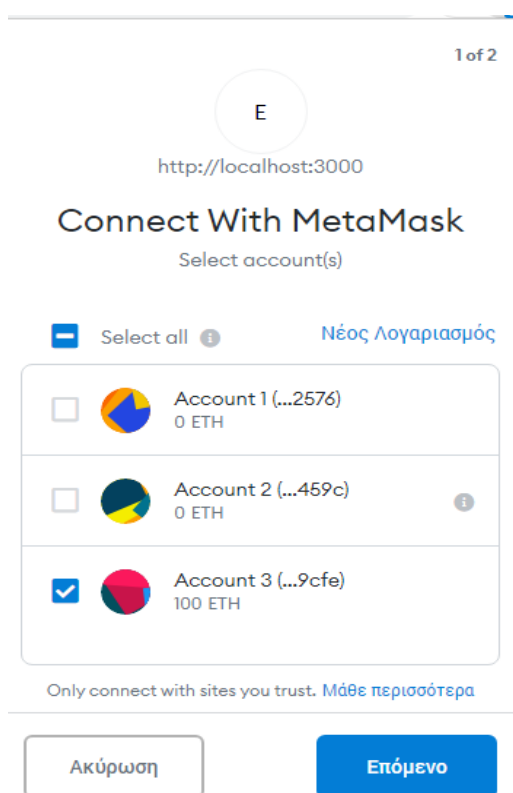 1 of 2
E
http://localhost:3000
Connect With MetaMask
Select account(s)
Select all Νέος Λογαριασμός
Account 1 (...2576)
0 ETH
Account 2 (...459c)
0 ETH
Account 3 (...9cfe)
100 ETH
Only connect with sites you trust. Μάθε περισσότερα
Ακύρωση Επόμενο